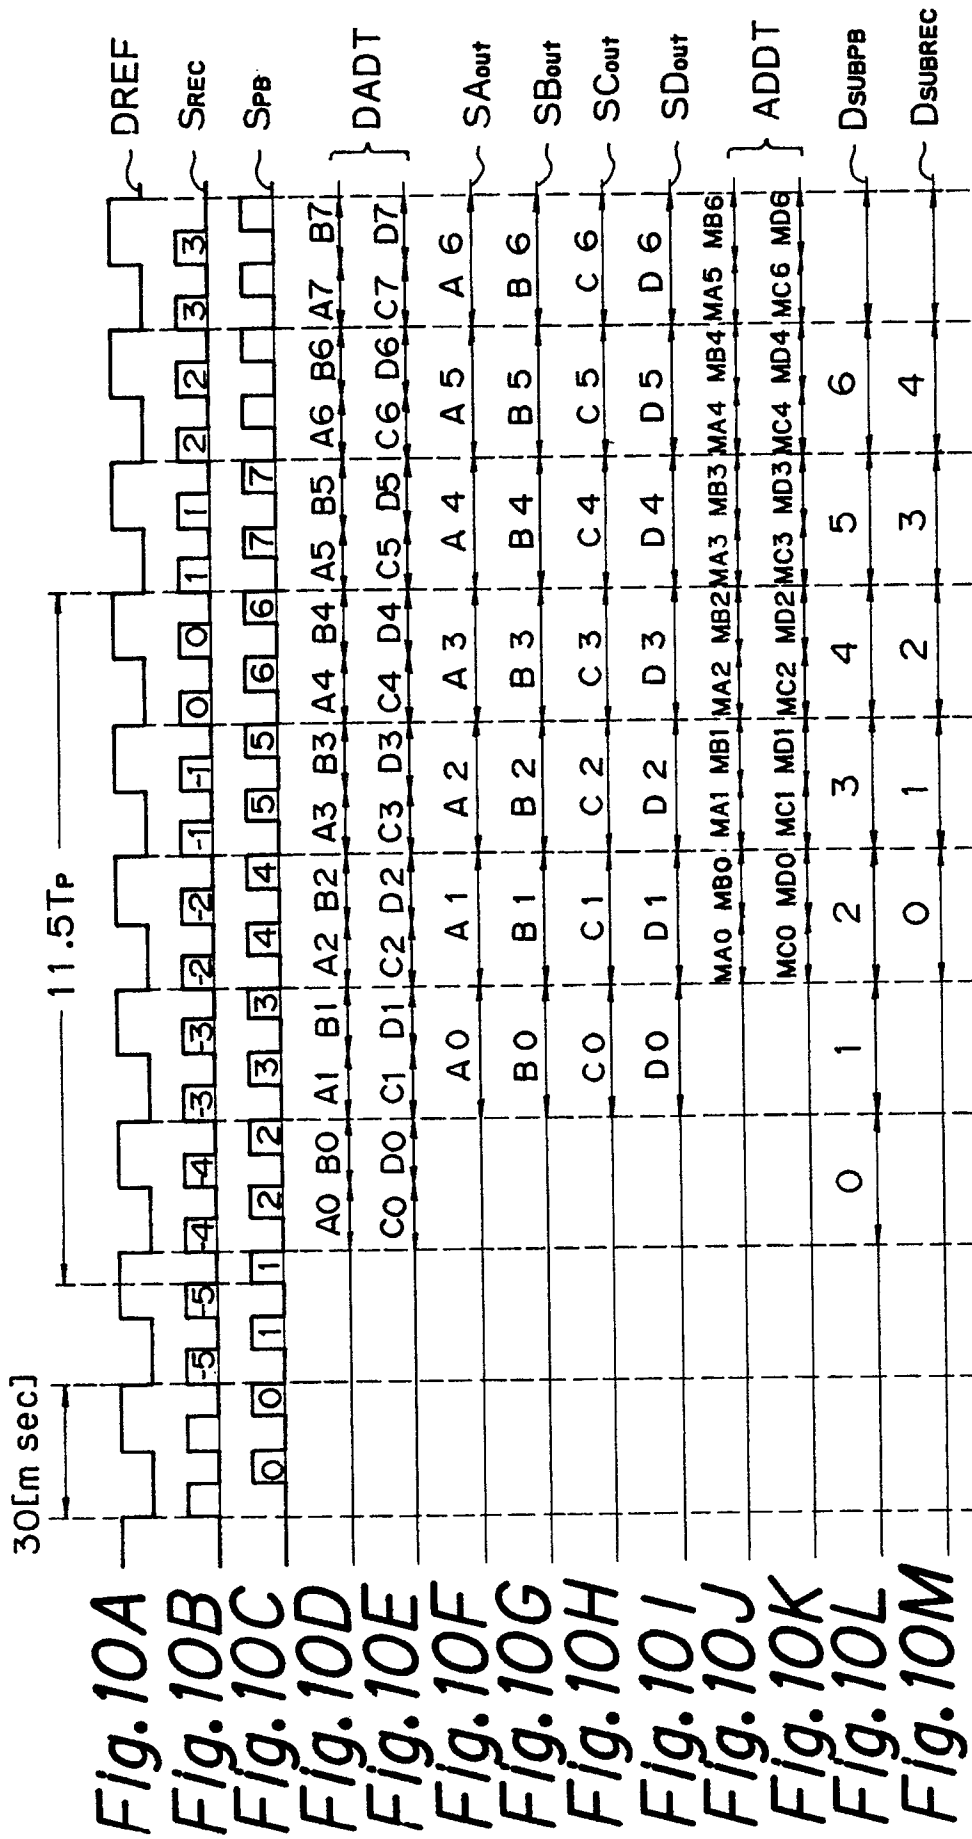 30[m sec]
11.5TP
Fig. 10A DREF
Fig. 10B -5 -5 -4 -4 -3 -3 -2 -2 -1 -1 0 0 1 1 2 2 3 3 SREC
Fig. 10C 0 0 1 1 2 2 3 3 4 4 5 5 6 6 7 7 SPB
Fig. 10D A0 B0 A1 B1 A2 B2 A3 B3 A4 B4 A5 B5 A6 B6 A7 B7
DADT
Fig. 10E C0 D0 C1 D1 C2 D2 C3 D3 C4 D4 C5 D5 C6 D6 C7 D7
Fig. 10F A0 A1 A2 A3 A4 A5 A6 SAout
Fig. 10G B0 B1 B2 B3 B4 B5 B6 SBout
Fig. 10H C0 C1 C2 C3 C4 C5 C6 SCout
Fig. 10I D0 D1 D2 D3 D4 D5 D6 SDout
Fig. 10J MA0 MB0 MA1 MB1 MA2 MB2 MA3 MB3 MA4 MB4 MA5 MB6
ADDT
Fig. 10K MC0 MD0 MC1 MD1 MC2 MD2 MC3 MD3 MC4 MD4 MC6 MD6
Fig. 10L 0 1 2 3 4 5 6 DSUBPB
Fig. 10M 0 1 2 3 4 DSUBREC